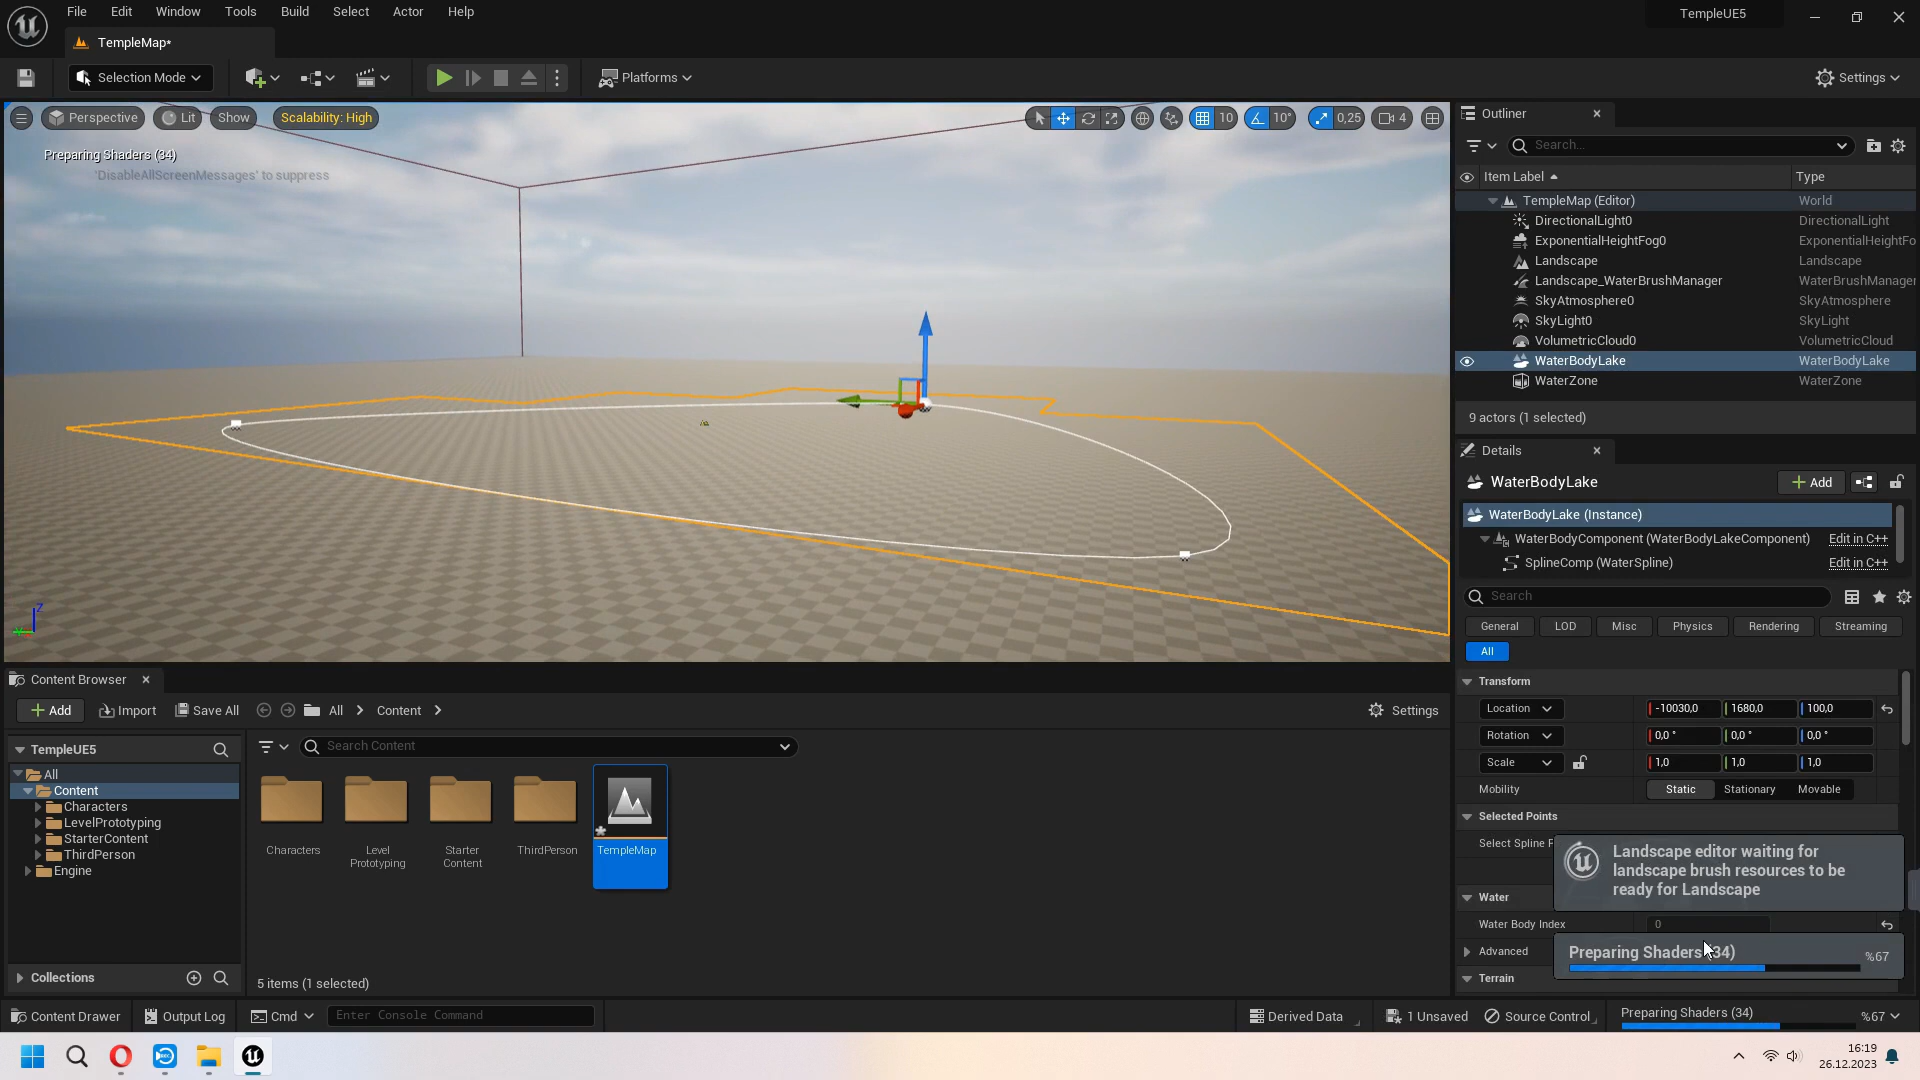 File Edit Window Tools Build Select Actor Help
TempleUE5
TempleMap*
Selection Mode
Platforms
Settings
Perspective Lit Show Scalability: High
10 10° 0,25 4
Preparing Shaders (34)
'DisableAllScreenMessages' to suppress
Z
Outliner
Search...
Item Label Type
TempleMap (Editor) World
DirectionalLight0 DirectionalLight
ExponentialHeightFog0 ExponentialHeightFo
Landscape Landscape
Landscape_WaterBrushManager WaterBrushManager
SkyAtmosphere0 SkyAtmosphere
SkyLight0 SkyLight
VolumetricCloud0 VolumetricCloud
WaterBodyLake WaterBodyLake
WaterZone WaterZone
9 actors (1 selected)
Details
WaterBodyLake
Add
WaterBodyLake (Instance)
WaterBodyComponent (WaterBodyLakeComponent) Edit in C++
SplineComp (WaterSpline) Edit in C++
Search
General LOD Misc Physics Rendering Streaming
All
Transform
Location -10030,0 1680,0 100,0
Rotation 0,0 ° 0,0 ° 0,0 °
Scale 1,0 1,0 1,0
Mobility Static Stationary Movable
Selected Points
Select Spline P
Landscape editor waiting for
landscape brush resources to be
ready for Landscape
Water
Water Body Index 0
Advanced
Preparing Shaders (34) %67
Terrain
Content Browser
Add Import Save All All Content
Settings
TempleUE5
Search Content
All
Content
Characters
LevelPrototyping
StarterContent
ThirdPerson
Engine
Characters
Level
Prototyping
Starter
Content
ThirdPerson
TempleMap
Collections
5 items (1 selected)
Content Drawer Output Log Cmd Enter Console Command
Derived Data 1 Unsaved Source Control Preparing Shaders (34) %67
16:19
26.12.2023